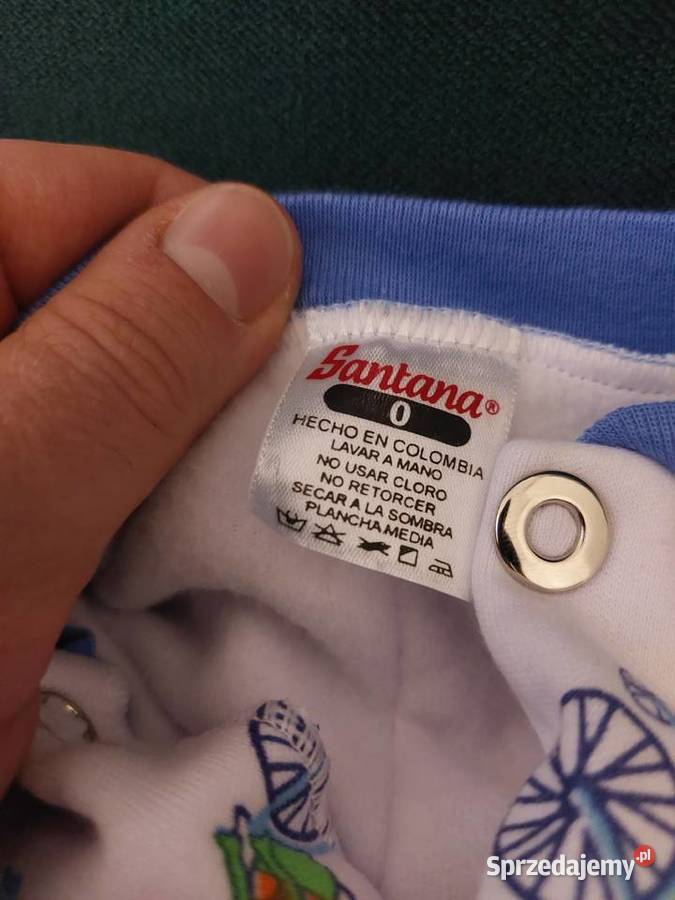 Santana®
0
HECHO EN COLOMBIA
LAVAR A MANO
NO USAR CLORO
NO RETORCER
SECAR A LA SOMBRA
PLANCHA MEDIA
Sprzedajemy.pl